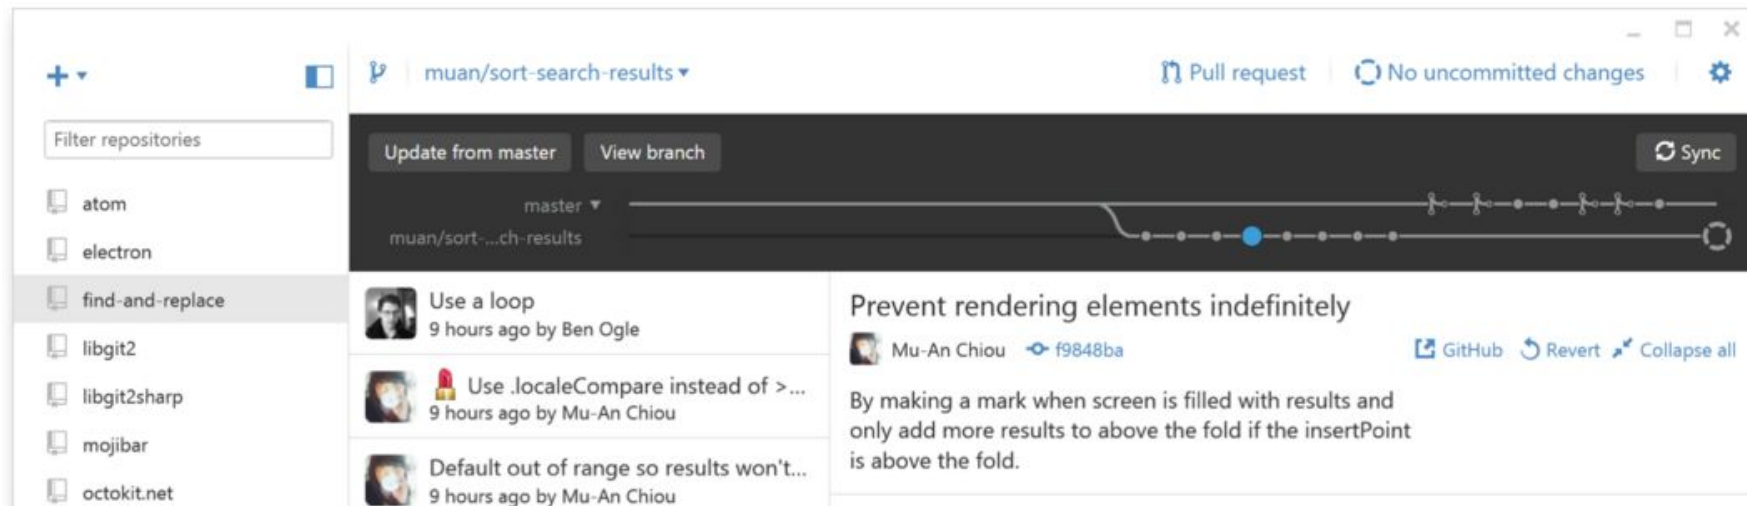 muan/sort-search-results
Pull request
No uncommitted changes
Filter repositories
atom
electron
find-and-replace
libgit2
libgit2sharp
mojibar
octokit.net
Update from master
View branch
Sync
master
muan/sort-...ch-results
Use a loop
9 hours ago by Ben Ogle
Use .localeCompare instead of >...
9 hours ago by Mu-An Chiou
Default out of range so results won't...
9 hours ago by Mu-An Chiou
Prevent rendering elements indefinitely
Mu-An Chiou f9848ba
GitHub Revert Collapse all
By making a mark when screen is filled with results and
only add more results to above the fold if the insertPoint
is above the fold.